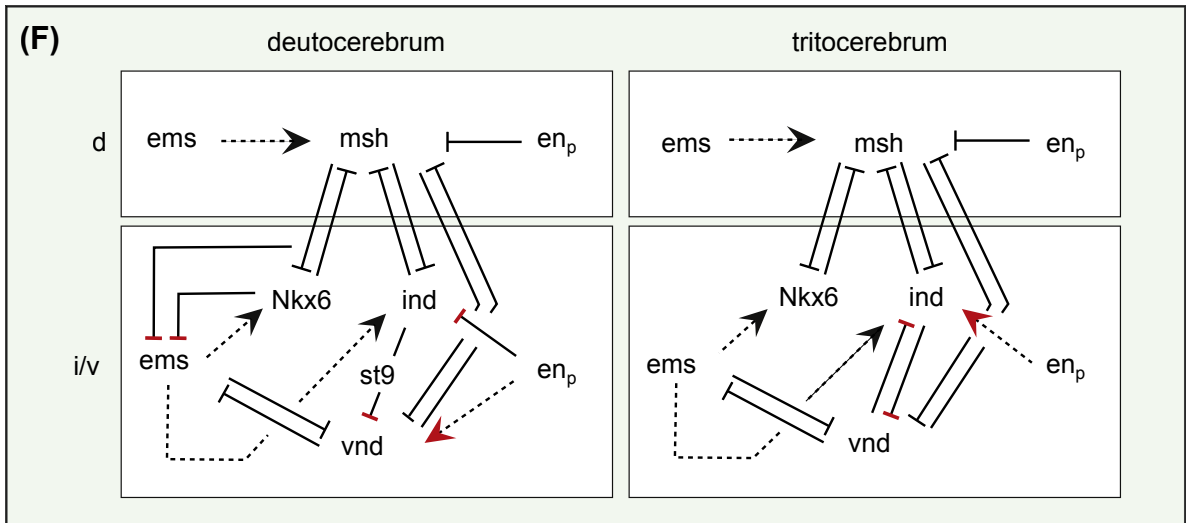 (F)
deutocerebrum
tritocerebrum
d
ems
msh
enp
ems
msh
enp
i/v
Nkx6
ind
ems
st9
enp
vnd
Nkx6
ind
ems
enp
vnd